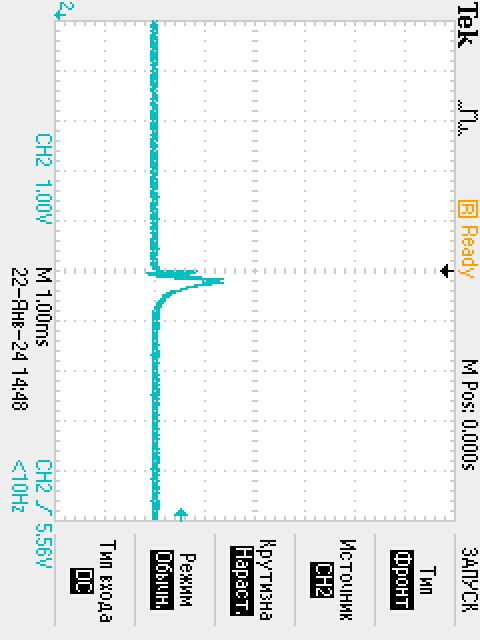 Tek R Ready M Pos: 0.000s ЗАПУСК
Тип
Фронт
Источник
CH2
Крутизна
Нараст
Режим
Обычн.
Тип входа
DC
2
CH2 1.00V M 1.00ms CH2 / 5.56V
22-Янв-24 14:48 <10Hz